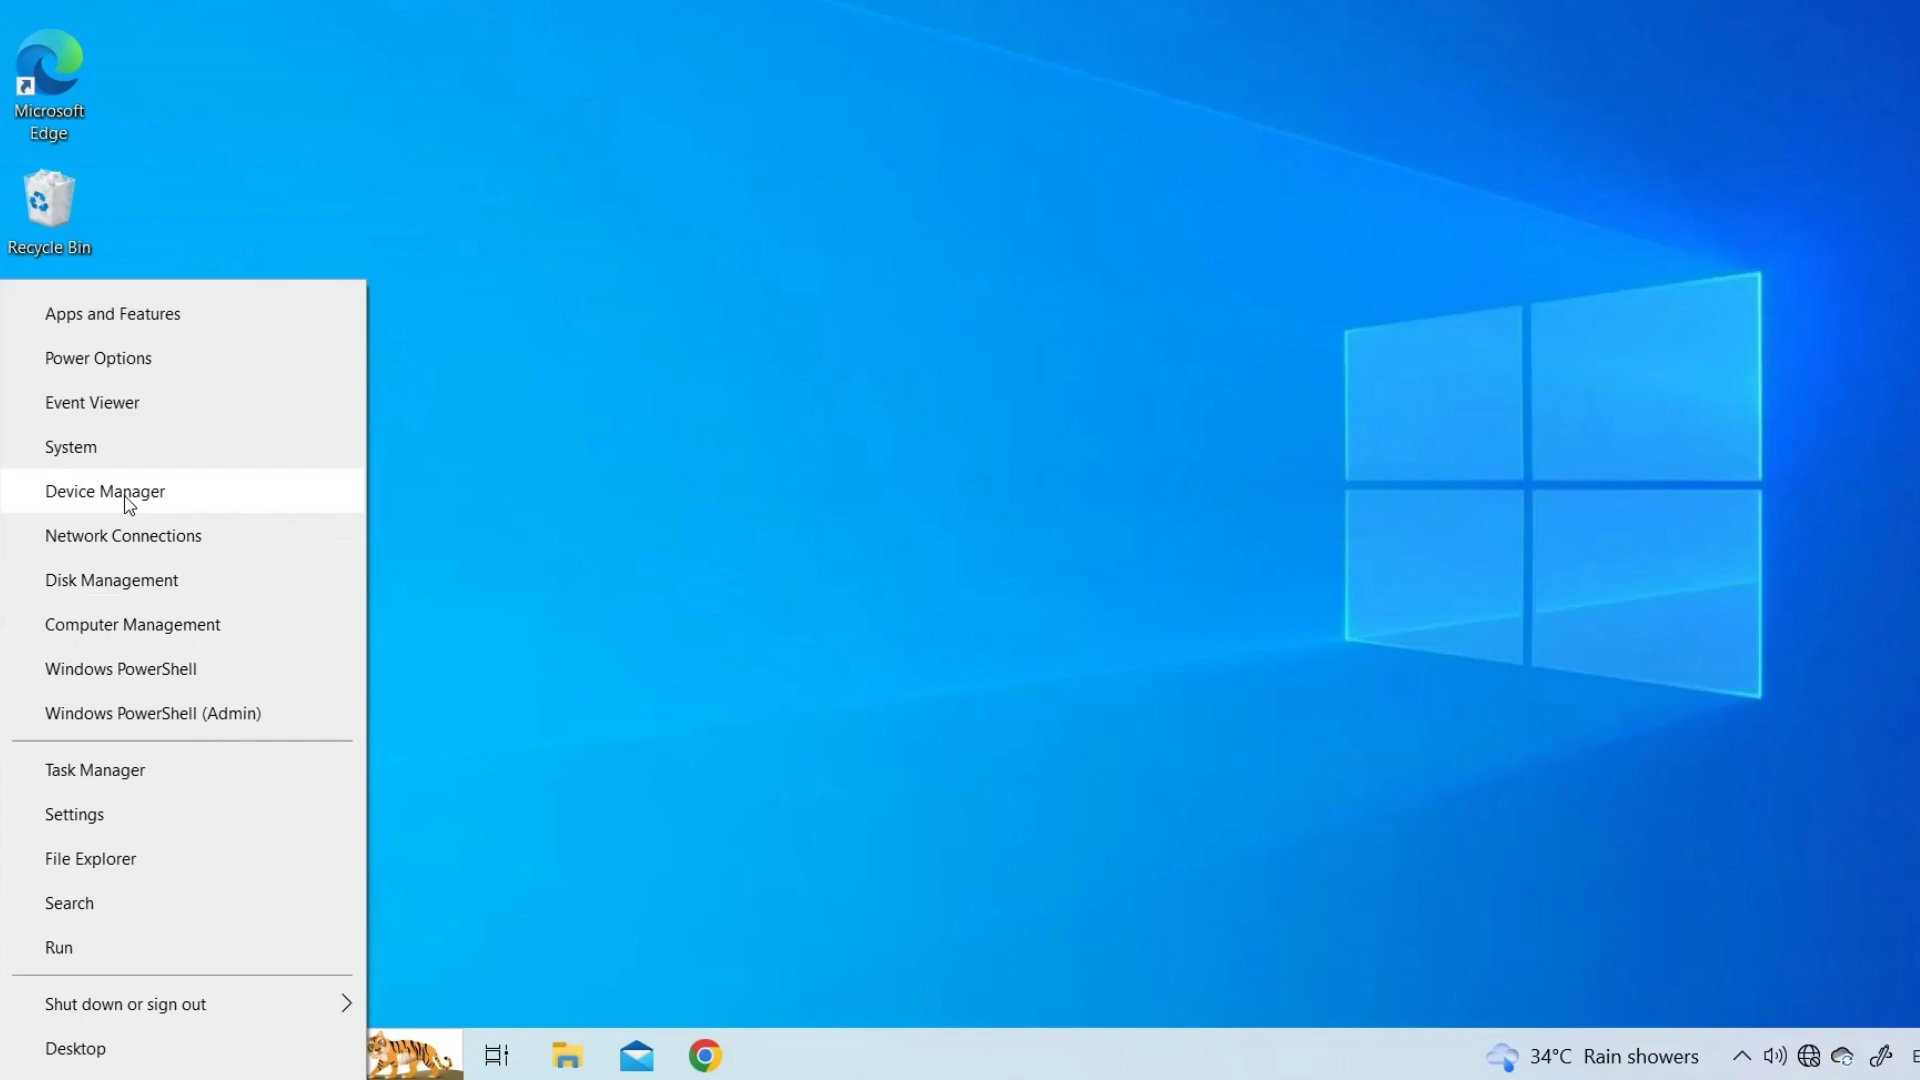 Microsoft
Edge
Recycle Bin
Apps and Features
Power Options
Event Viewer
System
Device Manager
Network Connections
Disk Management
Computer Management
Windows PowerShell
Windows PowerShell (Admin)
Task Manager
Settings
File Explorer
Search
Run
Shut down or sign out
Desktop
34°C Rain showers